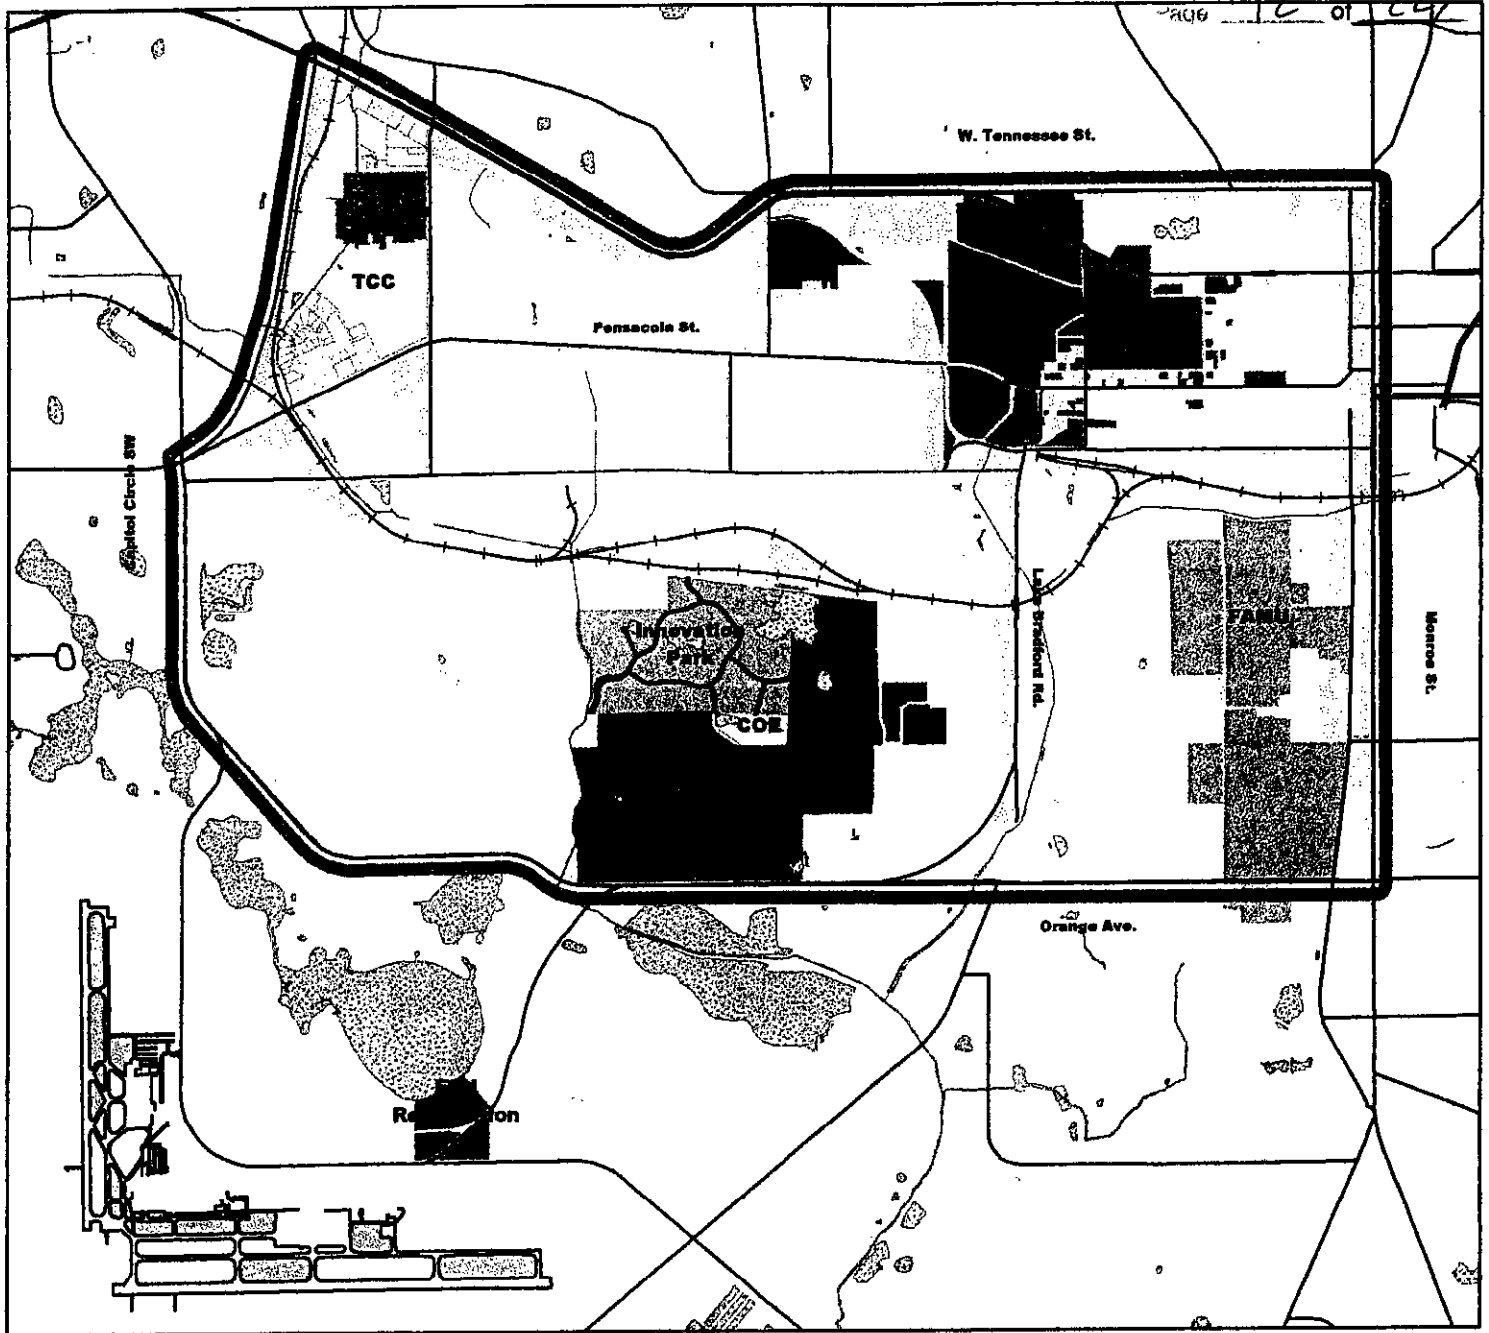 of
W. Tennessee St.
TCC
Pensacola St.
Capitol Circle SW
Innovation
Park
Lake Bradford Rd.
FAMU
Monroe St.
COE
Orange Ave.